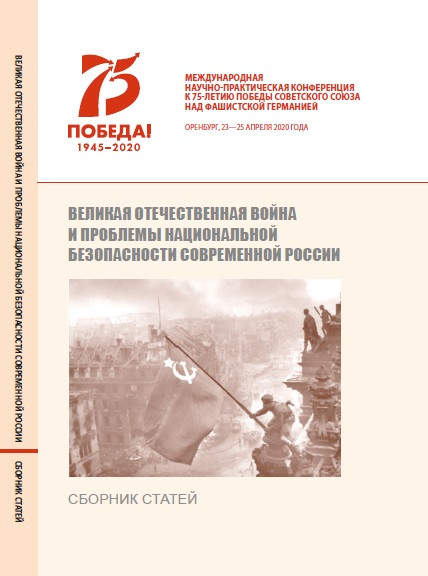 ВЕЛИКАЯ ОТЕЧЕСТВЕННАЯ ВОЙНА И ПРОБЛЕМЫ НАЦИОНАЛЬНОЙ БЕЗОПАСНОСТИ СОВРЕМЕННОЙ РОССИИ
СБОРНИК СТАТЕЙ
75
ПОБЕДА!
1945–2020
МЕЖДУНАРОДНАЯ
НАУЧНО-ПРАКТИЧЕСКАЯ КОНФЕРЕНЦИЯ
К 75-ЛЕТИЮ ПОБЕДЫ СОВЕТСКОГО СОЮЗА
НАД ФАШИСТСКОЙ ГЕРМАНИЕЙ
ОРЕНБУРГ, 23—25 АПРЕЛЯ 2020 ГОДА
ВЕЛИКАЯ ОТЕЧЕСТВЕННАЯ ВОЙНА
И ПРОБЛЕМЫ НАЦИОНАЛЬНОЙ
БЕЗОПАСНОСТИ СОВРЕМЕННОЙ РОССИИ
СБОРНИК СТАТЕЙ